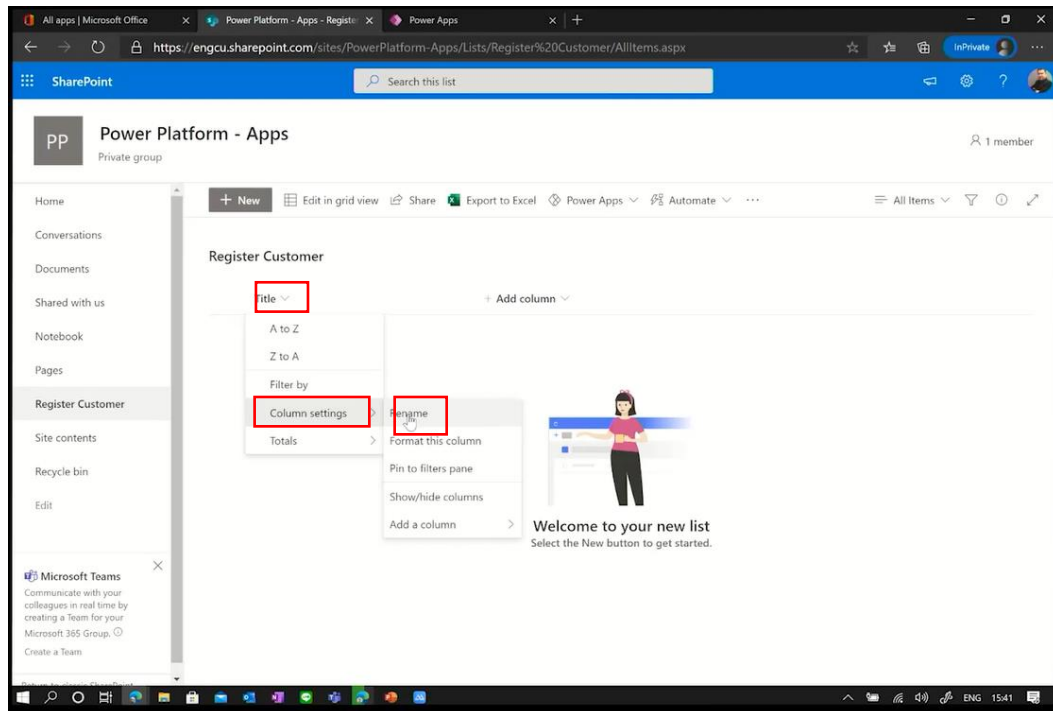 All apps | Microsoft Office
Power Platform - Apps - Register
Power Apps
https://engcu.sharepoint.com/sites/PowerPlatform-Apps/Lists/Register%20Customer/AllItems.aspx
InPrivate
SharePoint
Search this list
PP
Power Platform - Apps
Private group
1 member
Home
Conversations
Documents
Shared with us
Notebook
Pages
Register Customer
Site contents
Recycle bin
Edit
+ New
Edit in grid view
Share
Export to Excel
Power Apps
Automate
...
All Items
Register Customer
Title
+ Add column
A to Z
Z to A
Filter by
Column settings
Totals
Rename
Format this column
Pin to filters pane
Show/hide columns
Add a column
Welcome to your new list
Select the New button to get started.
Microsoft Teams
Communicate with your
colleagues in real time by
creating a Team for your
Microsoft 365 Group.
Create a Team
Return to classic SharePoint
ENG
15:41